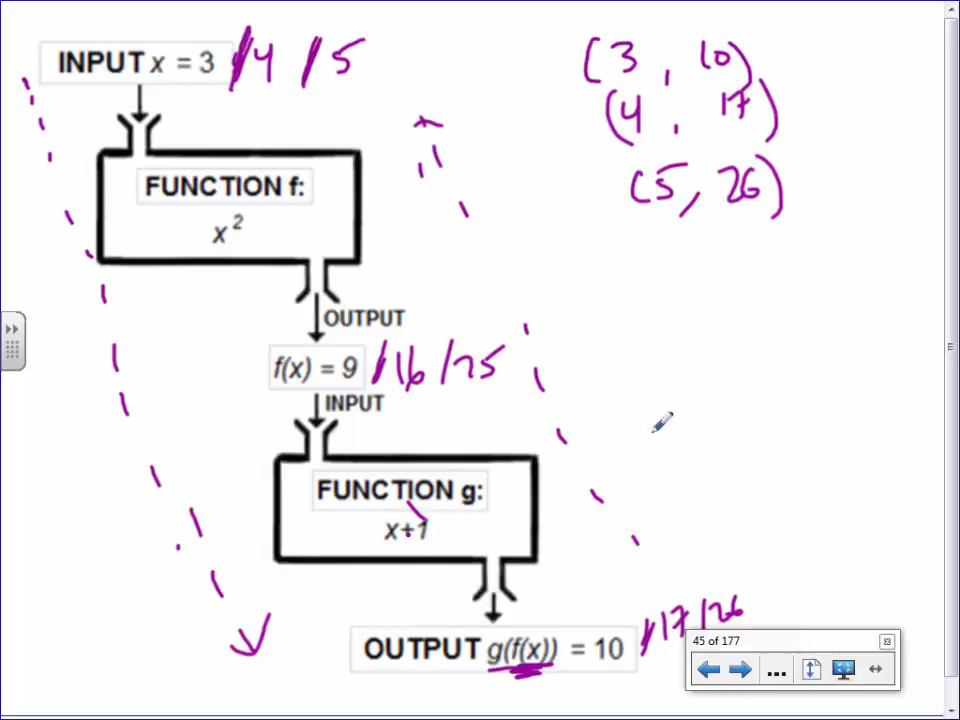 INPUT x = 3 /4 /5
(3, 10)
(4, 17)
(5, 26)
FUNCTION f:
x²
OUTPUT
f(x) = 9 /16 /25
INPUT
FUNCTION g:
x+1
OUTPUT g(f(x)) = 10 /17 /26
45 of 177
...